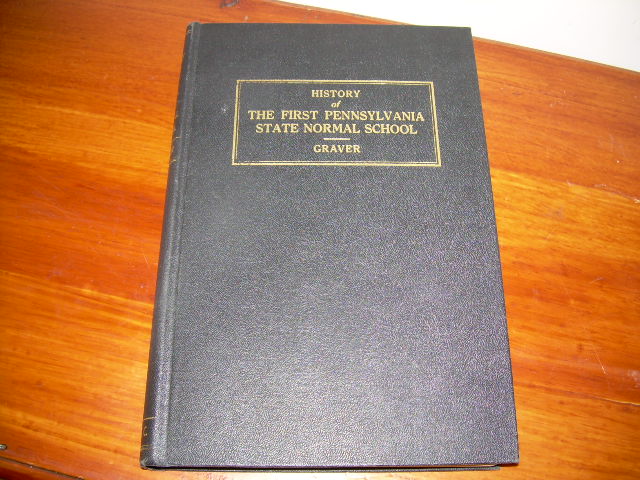 HISTORY
of
THE FIRST PENNSYLVANIA
STATE NORMAL SCHOOL
GRAVER